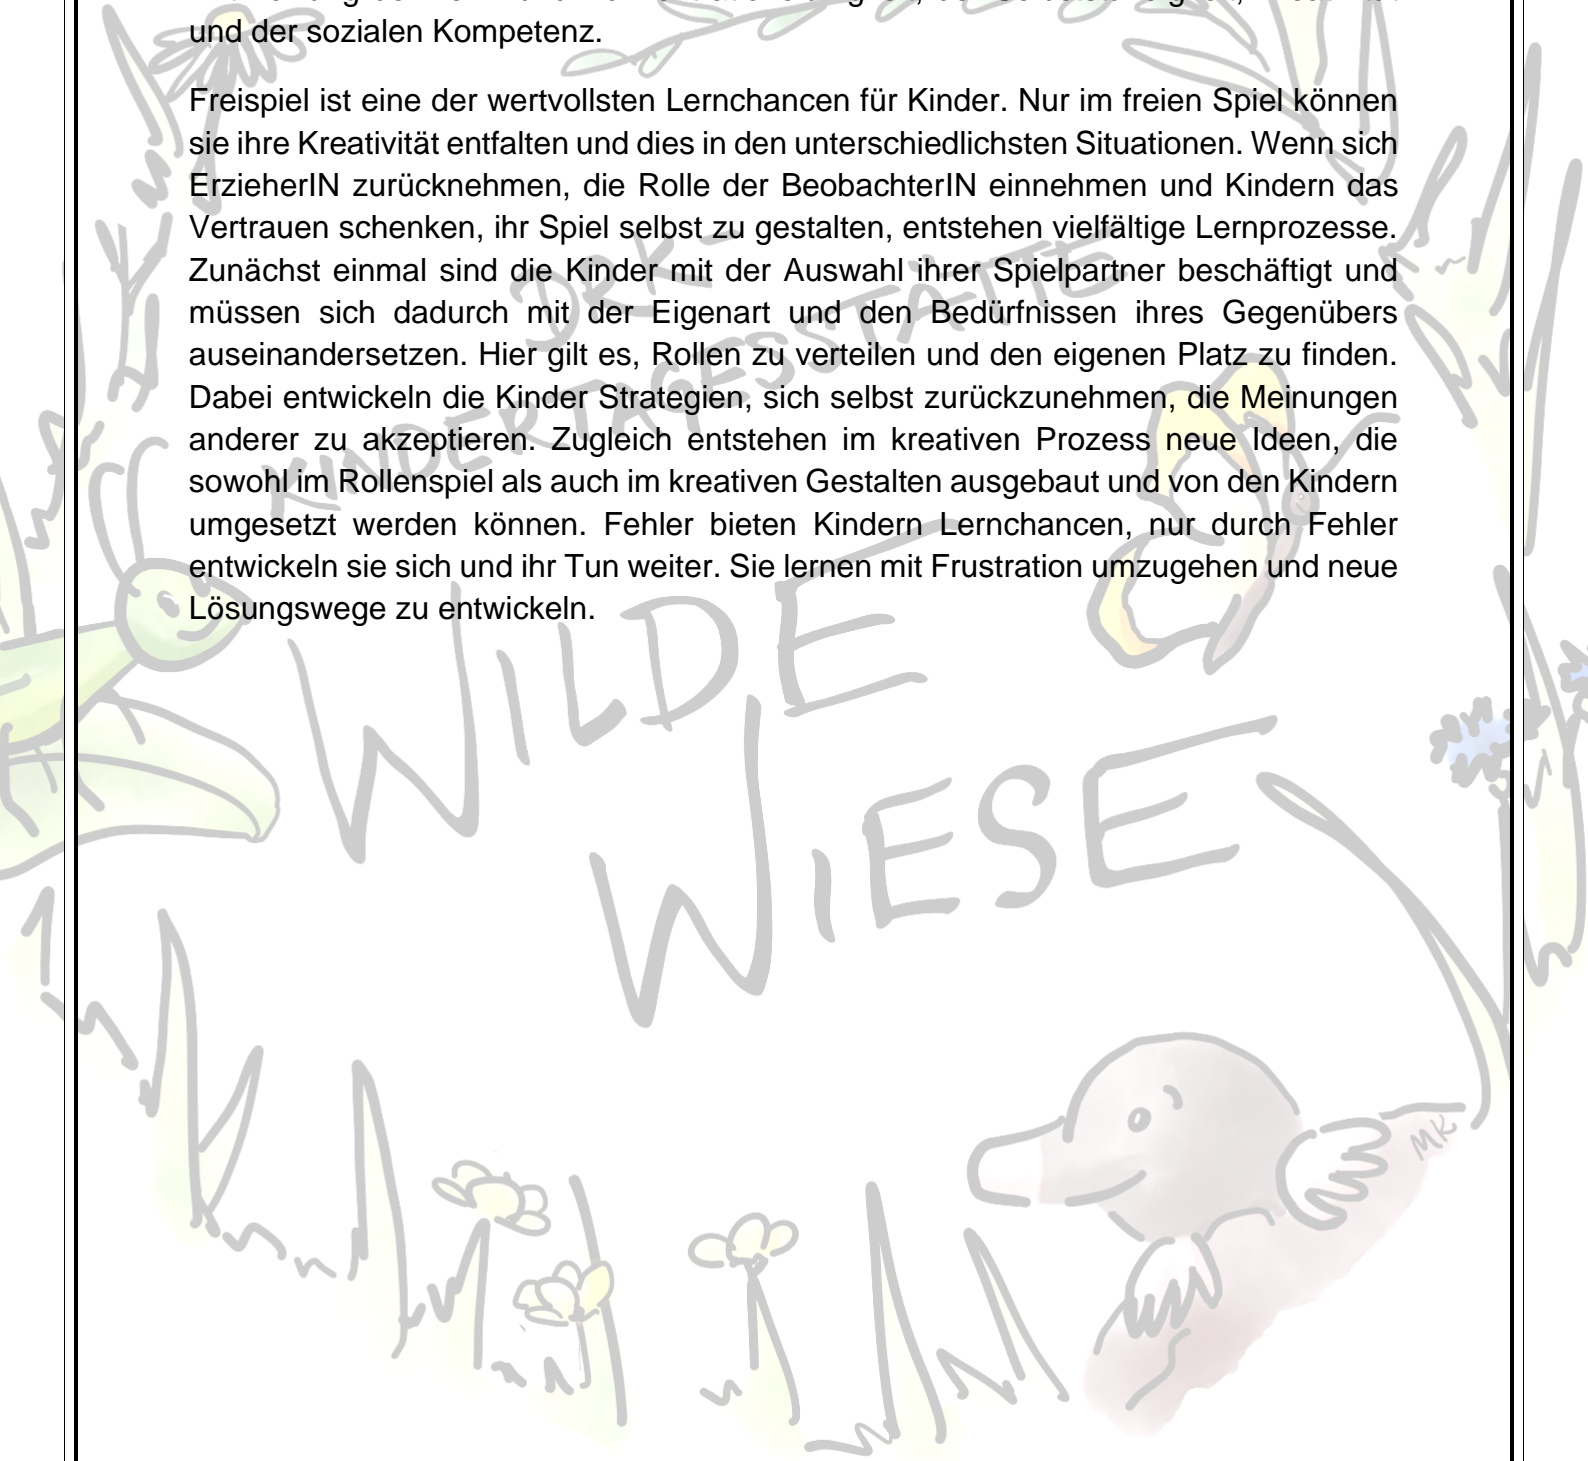 und der sozialen Kompetenz.
Freispiel ist eine der wertvollsten Lernchancen für Kinder. Nur im freien Spiel können
sie ihre Kreativität entfalten und dies in den unterschiedlichsten Situationen. Wenn sich
ErzieherIN zurücknehmen, die Rolle der BeobachterIN einnehmen und Kindern das
Vertrauen schenken, ihr Spiel selbst zu gestalten, entstehen vielfältige Lernprozesse.
Zunächst einmal sind die Kinder mit der Auswahl ihrer Spielpartner beschäftigt und
müssen sich dadurch mit der Eigenart und den Bedürfnissen ihres Gegenübers
auseinandersetzen. Hier gilt es, Rollen zu verteilen und den eigenen Platz zu finden.
Dabei entwickeln die Kinder Strategien, sich selbst zurückzunehmen, die Meinungen
anderer zu akzeptieren. Zugleich entstehen im kreativen Prozess neue Ideen, die
sowohl im Rollenspiel als auch im kreativen Gestalten ausgebaut und von den Kindern
umgesetzt werden können. Fehler bieten Kindern Lernchancen, nur durch Fehler
entwickeln sie sich und ihr Tun weiter. Sie lernen mit Frustration umzugehen und neue
Lösungswege zu entwickeln.
DRK-
KINDERTAGESSTÄTTE
WILDE
WIESE
MK